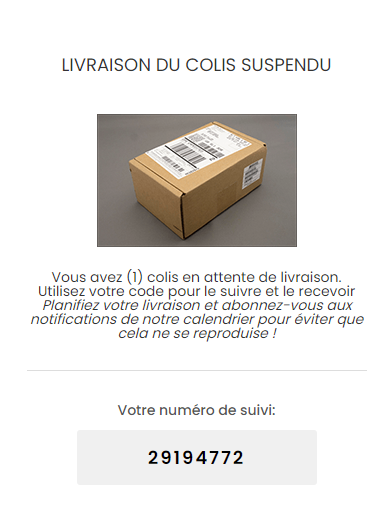 LIVRAISON DU COLIS SUSPENDU
Vous avez (1) colis en attente de livraison.
Utilisez votre code pour le suivre et le recevoir
Planifiez votre livraison et abonnez-vous aux
notifications de notre calendrier pour éviter que
cela ne se reproduise !
Votre numéro de suivi:
29194772